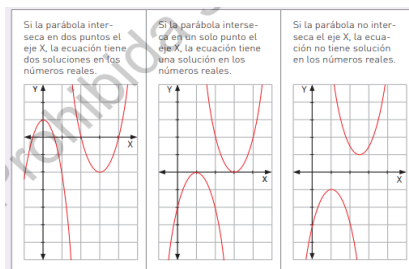 Prohibida s
Si la parábola inter-
seca en dos puntos el
eje X, la ecuación tiene
dos soluciones en los
números reales.
Y
X
Si la parábola interse-
ca en un solo punto el
eje X, la ecuación tiene
una solución en los
números reales.
Y
X
Si la parábola no inter-
seca el eje X, la ecua-
ción no tiene solución
en los números reales.
Y
X